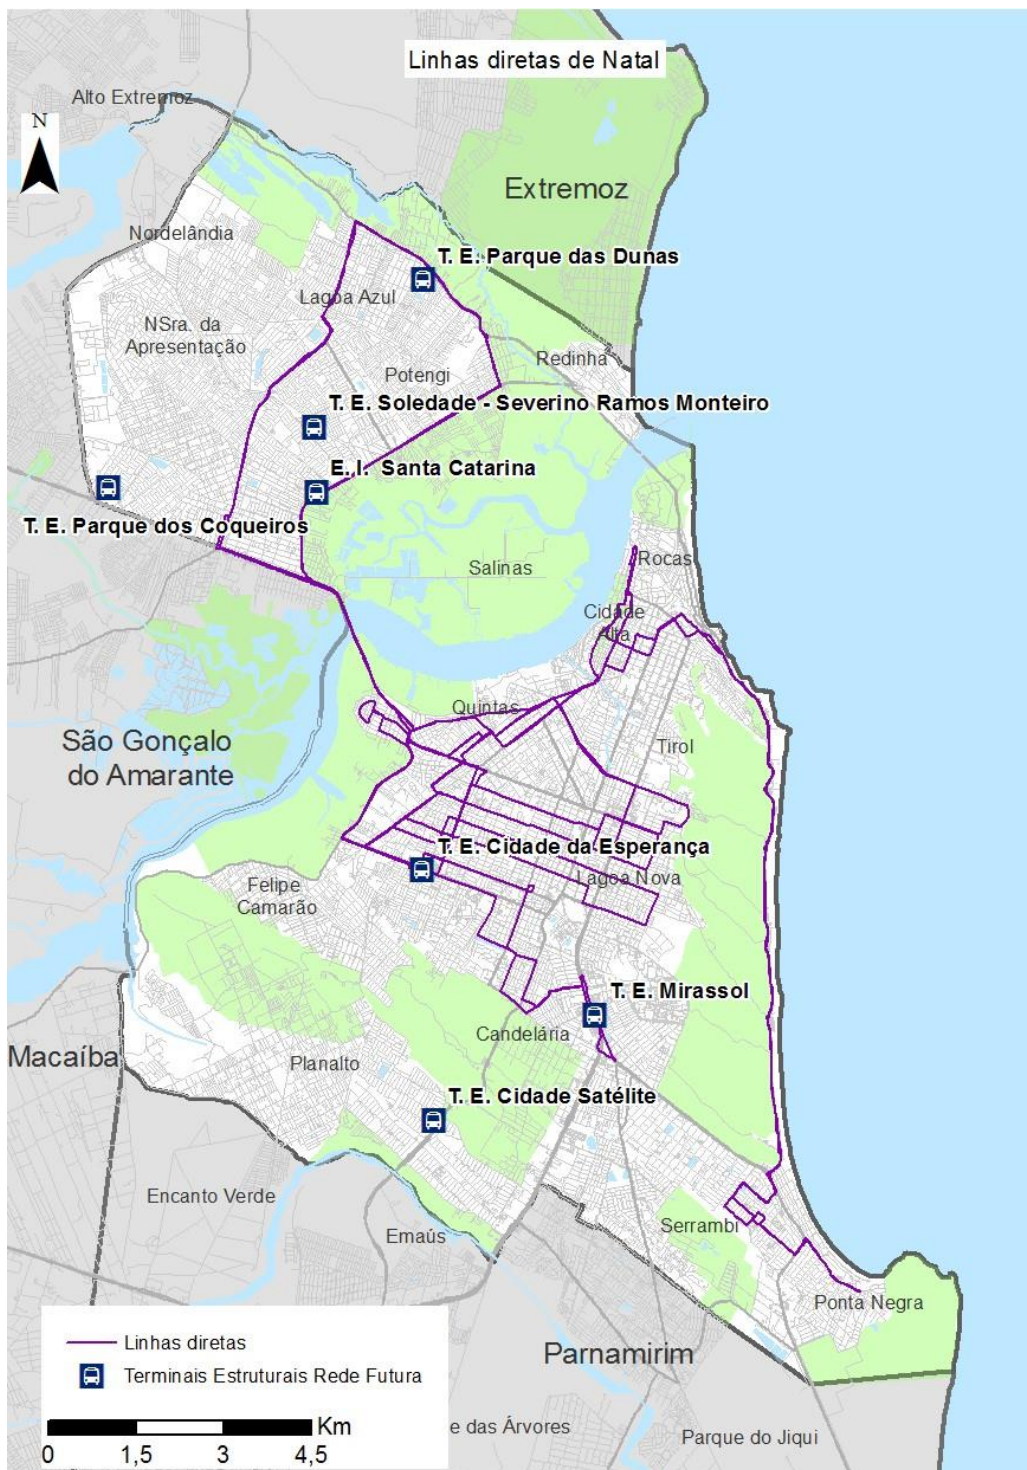 Linhas diretas de Natal
Alto Extremoz
N
Extremoz
Nordelândia
T. E. Parque das Dunas
Lagoa Azul
NSra. da
Apresentação
Redinha
Potengi
T. E. Soledade - Severino Ramos Monteiro
E. I. Santa Catarina
T. E. Parque dos Coqueiros
Salinas
Rocas
Cidade
Alta
Quintas
São Gonçalo
do Amarante
Tirol
T. E. Cidade da Esperança
Lagoa Nova
Felipe
Camarão
T. E. Mirassol
Candelária
Macaíba
Planalto
T. E. Cidade Satélite
Encanto Verde
Serrambi
Emaús
Ponta Negra
Linhas diretas
Parnamirim
Terminais Estruturais Rede Futura
Km
0 1,5 3 4,5
e das Árvores
Parque do Jiqui